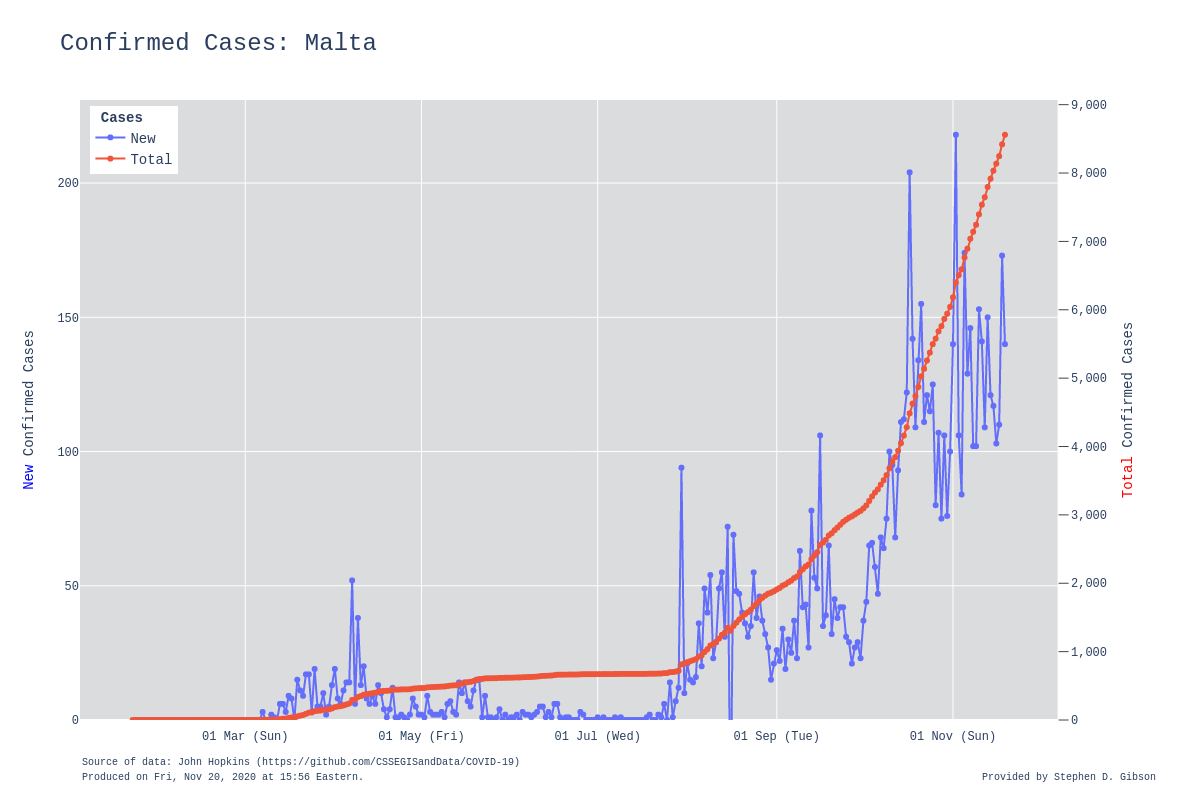 Confirmed Cases: Malta
Cases
New
Total
200
150
100
50
0
9,000
8,000
7,000
6,000
5,000
4,000
3,000
2,000
1,000
0
New Confirmed Cases
Total Confirmed Cases
01 Mar (Sun) 01 May (Fri) 01 Jul (Wed) 01 Sep (Tue) 01 Nov (Sun)
Source of data: John Hopkins (https://github.com/CSSEGISandData/COVID-19)
Produced on Fri, Nov 20, 2020 at 15:56 Eastern.
Provided by Stephen D. Gibson